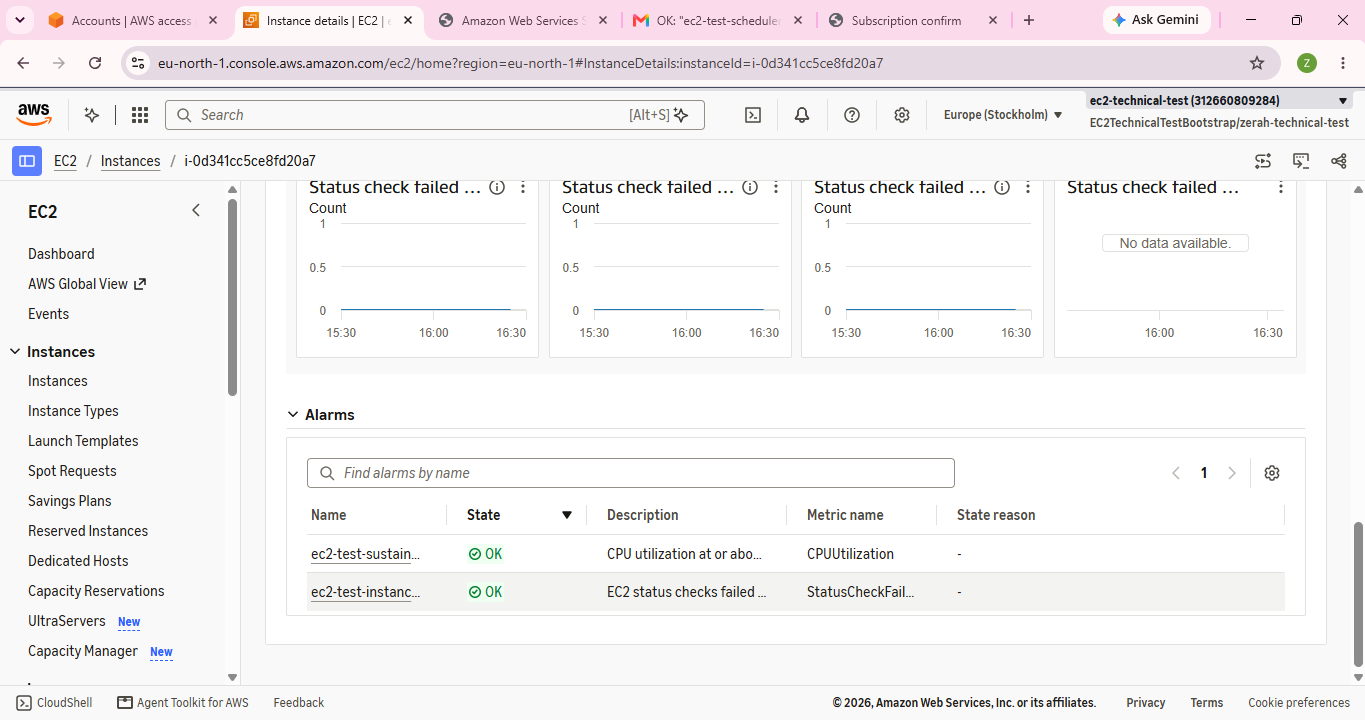 Accounts | AWS access
Instance details | EC2 | e
Amazon Web Services S
OK: "ec2-test-schedule
Subscription confirm
Ask Gemini
eu-north-1.console.aws.amazon.com/ec2/home?region=eu-north-1#InstanceDetails:instanceId=i-0d341cc5ce8fd20a7
Z
aws
Search
[Alt+S]
Europe (Stockholm)
ec2-technical-test (312660809284)
EC2TechnicalTestBootstrap/zerah-technical-test
EC2 / Instances / i-0d341cc5ce8fd20a7
EC2
Dashboard
AWS Global View
Events
Instances
Instances
Instance Types
Launch Templates
Spot Requests
Savings Plans
Reserved Instances
Dedicated Hosts
Capacity Reservations
UltraServers New
Capacity Manager New
Status check failed ...
Count
1
0.5
0
15:30 16:00 16:30
Status check failed ...
Count
1
0.5
0
15:30 16:00 16:30
Status check failed ...
Count
1
0.5
0
15:30 16:00 16:30
Status check failed ...
No data available.
16:00 16:30
Alarms
Find alarms by name
1
Name State Description Metric name State reason
ec2-test-sustain... OK CPU utilization at or abo... CPUUtilization -
ec2-test-instanc... OK EC2 status checks failed ... StatusCheckFail... -
CloudShell Agent Toolkit for AWS Feedback
© 2026, Amazon Web Services, Inc. or its affiliates. Privacy Terms Cookie preferences